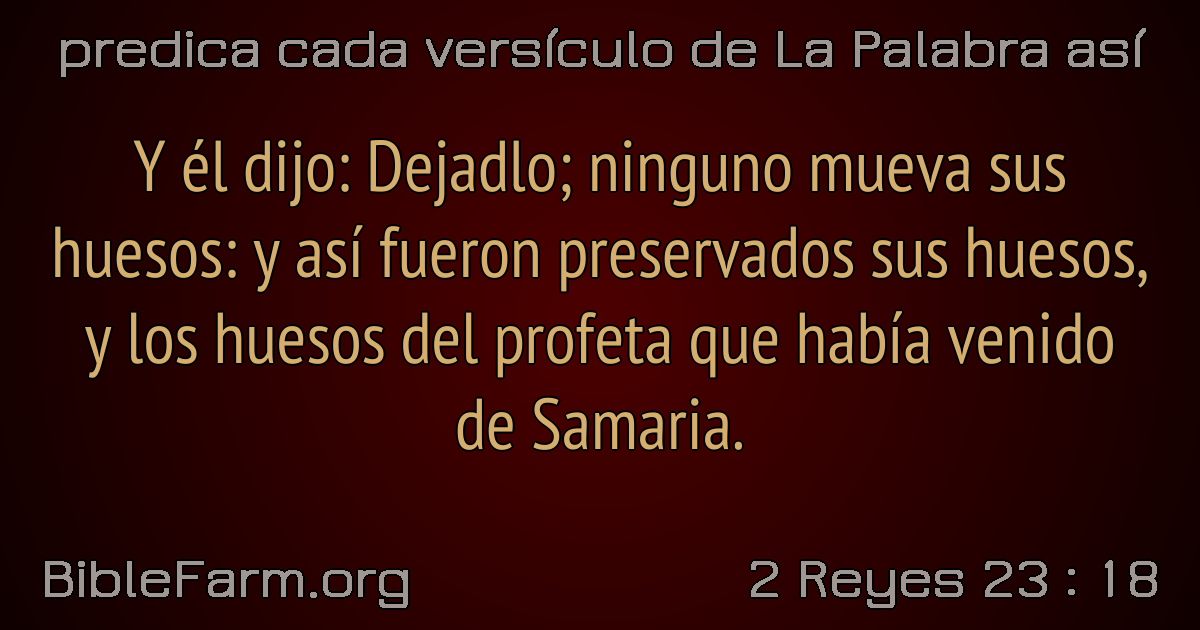 predica cada versículo de La Palabra así
Y él dijo: Dejadlo; ninguno mueva sus
huesos: y así fueron preservados sus huesos,
y los huesos del profeta que había venido
de Samaria.
BibleFarm.org
2 Reyes 23 : 18